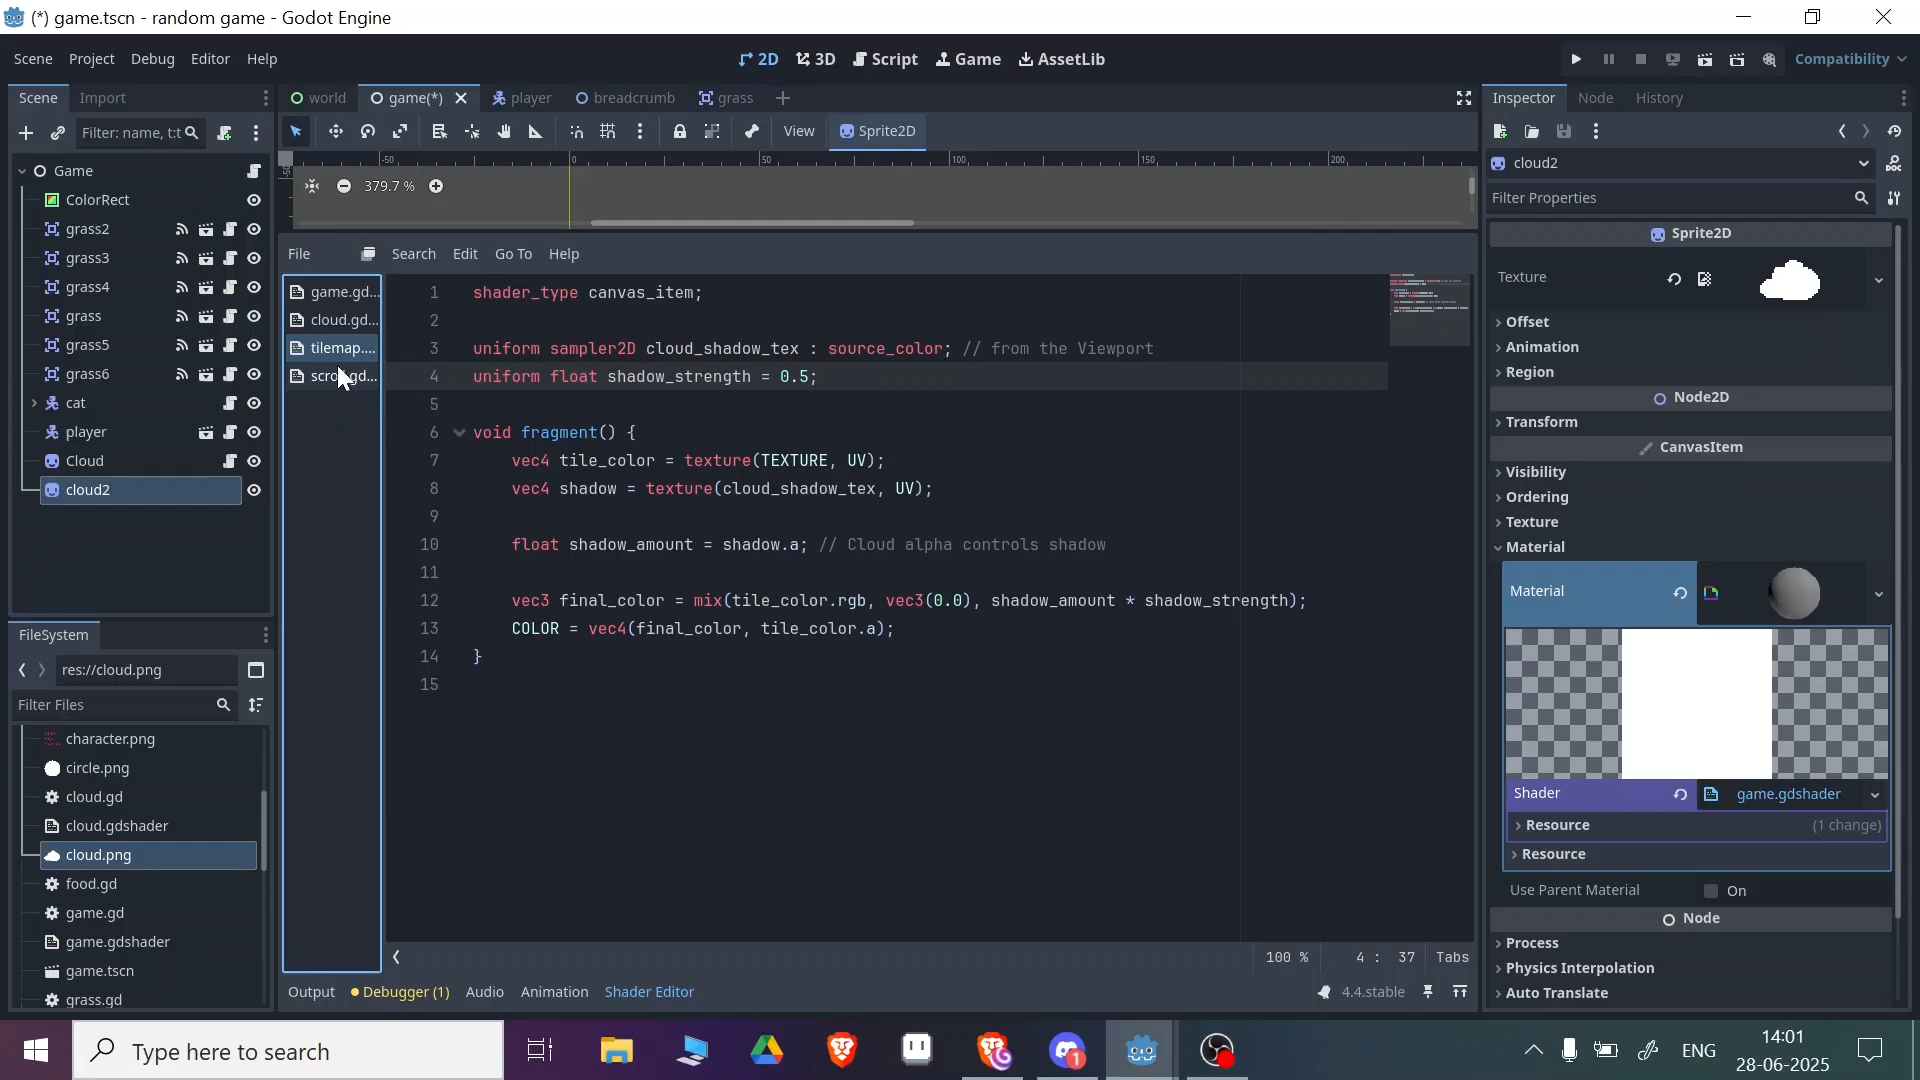 (*) game.tscn - random game - Godot Engine
Scene Project Debug Editor Help
2D 3D Script Game AssetLib
Compatibility
Scene Import
world game(*) player breadcrumb grass
Inspector Node History
Filter: name, t:t
View Sprite2D
-50 0 50 100 150 200
379.7 %
Game
ColorRect
grass2
grass3
grass4
grass
grass5
grass6
cat
player
Cloud
cloud2
FileSystem
res://cloud.png
Filter Files
character.png
circle.png
cloud.gd
cloud.gdshader
cloud.png
food.gd
game.gd
game.gdshader
game.tscn
grass.gd
File Search Edit Go To Help
game.gd...
cloud.gd...
tilemap....
1 shader_type canvas_item;
2
3 uniform sampler2D cloud_shadow_tex : source_color; // from the Viewport
4 uniform float shadow_strength = 0.5;
5
6 void fragment() {
7 vec4 tile_color = texture(TEXTURE, UV);
8 vec4 shadow = texture(cloud_shadow_tex, UV);
9
10 float shadow_amount = shadow.a; // Cloud alpha controls shadow
11
12 vec3 final_color = mix(tile_color.rgb, vec3(0.0), shadow_amount * shadow_strength);
13 COLOR = vec4(final_color, tile_color.a);
14 }
15
100 % 4 : 37 Tabs
Output Debugger (1) Audio Animation Shader Editor
4.4.stable
cloud2
Filter Properties
Sprite2D
Texture
Offset
Animation
Region
Node2D
Transform
CanvasItem
Visibility
Ordering
Texture
Material
Material
Shader game.gdshader
Resource (1 change)
Resource
Use Parent Material On
Node
Process
Physics Interpolation
Auto Translate
Type here to search
1
ENG
14:01
28-06-2025